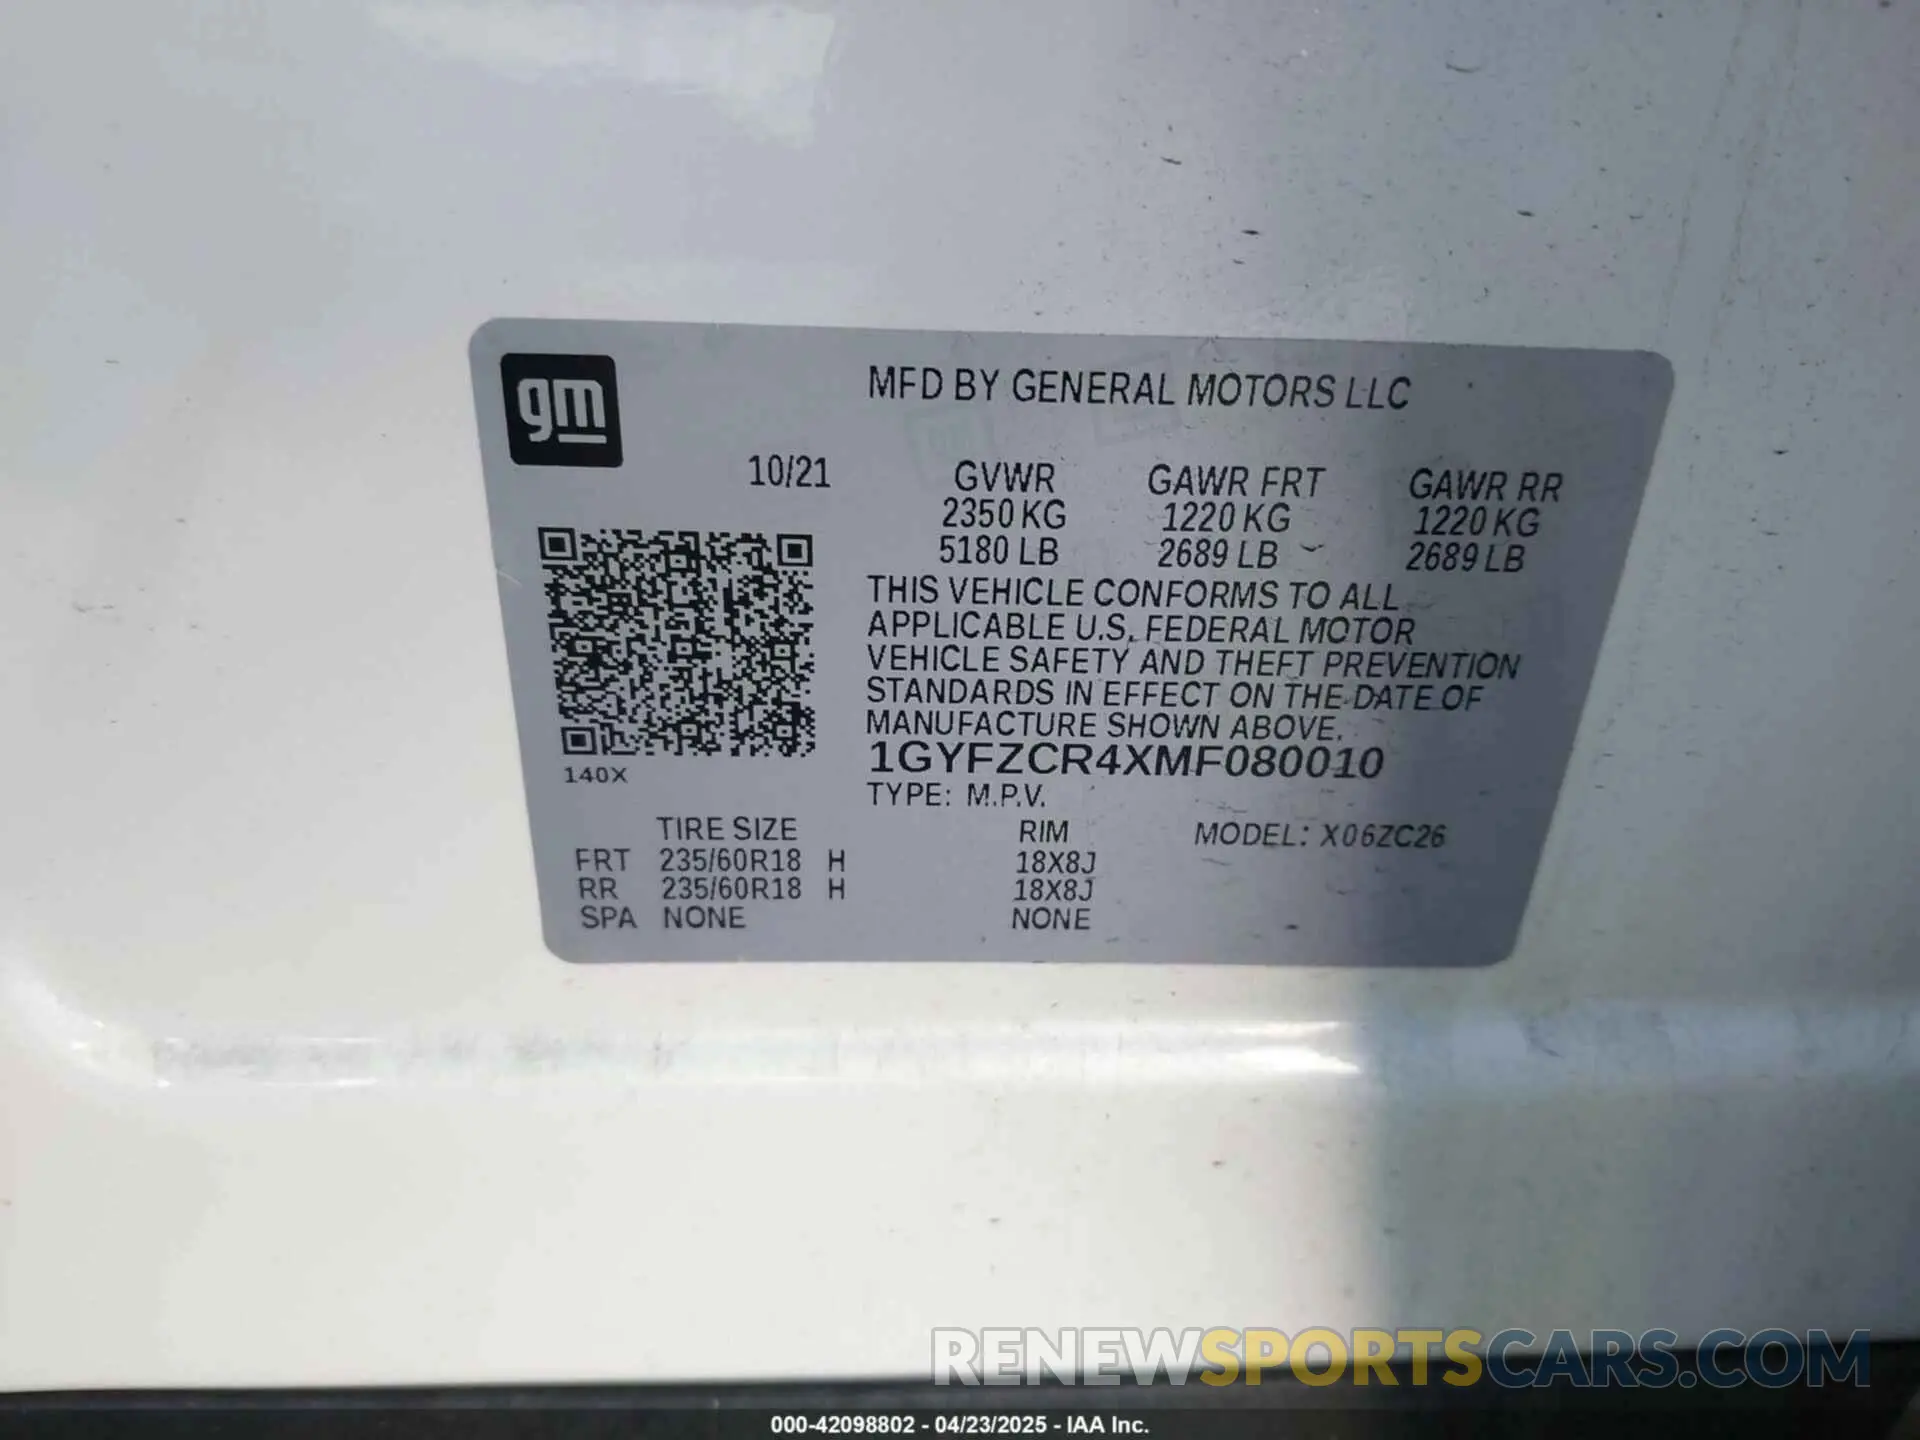 gm
MFD BY GENERAL MOTORS LLC
10/21
GVWR GAWR FRT GAWR RR
2350 KG 1220 KG 1220 KG
5180 LB 2689 LB 2689 LB
THIS VEHICLE CONFORMS TO ALL
APPLICABLE U.S. FEDERAL MOTOR
VEHICLE SAFETY AND THEFT PREVENTION
STANDARDS IN EFFECT ON THE DATE OF
MANUFACTURE SHOWN ABOVE.
1GYFZCR4XMF080010
140X
TYPE: M.P.V.
TIRE SIZE RIM MODEL: X06ZC26
FRT 235/60R18 H 18X8J
RR 235/60R18 H 18X8J
SPA NONE NONE
RENEWSPORTSCARS.COM
000-42098802 - 04/23/2025 - IAA Inc.